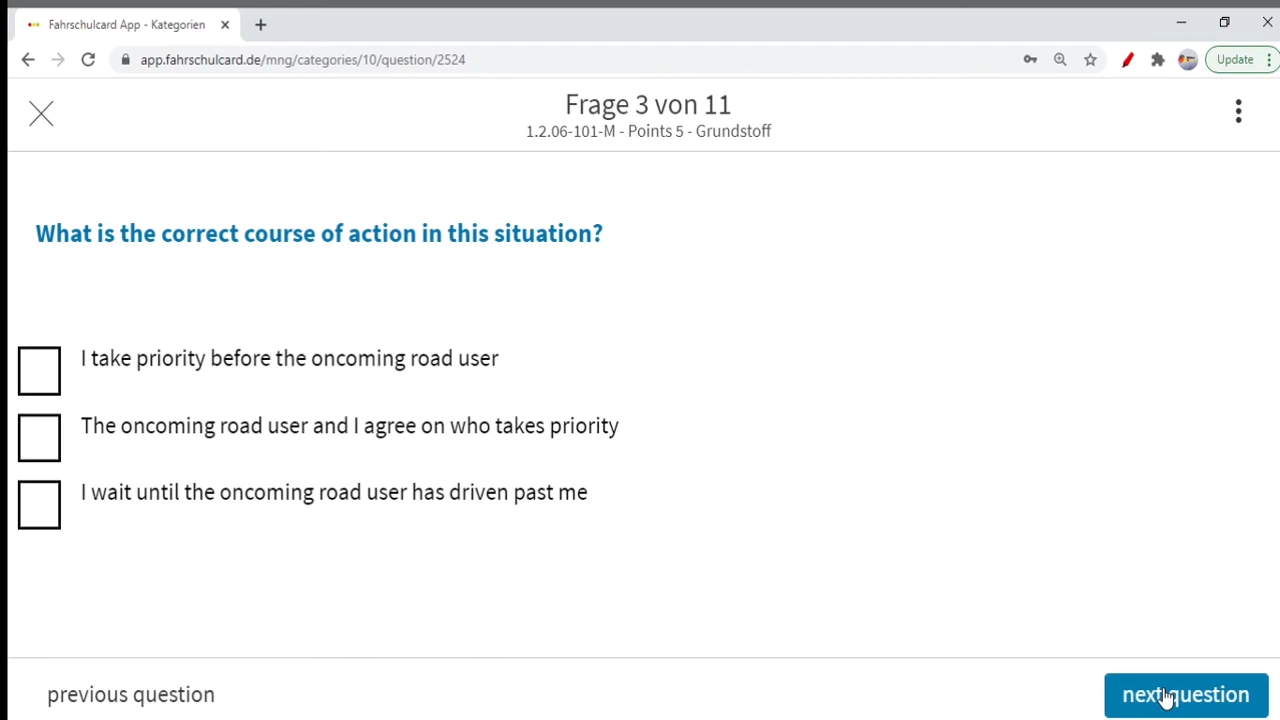 Fahrschulcard App - Kategorien
app.fahrschulcard.de/mng/categories/10/question/2524
Update
Frage 3 von 11
1.2.06-101-M - Points 5 - Grundstoff
What is the correct course of action in this situation?
I take priority before the oncoming road user
The oncoming road user and I agree on who takes priority
I wait until the oncoming road user has driven past me
previous question
next question